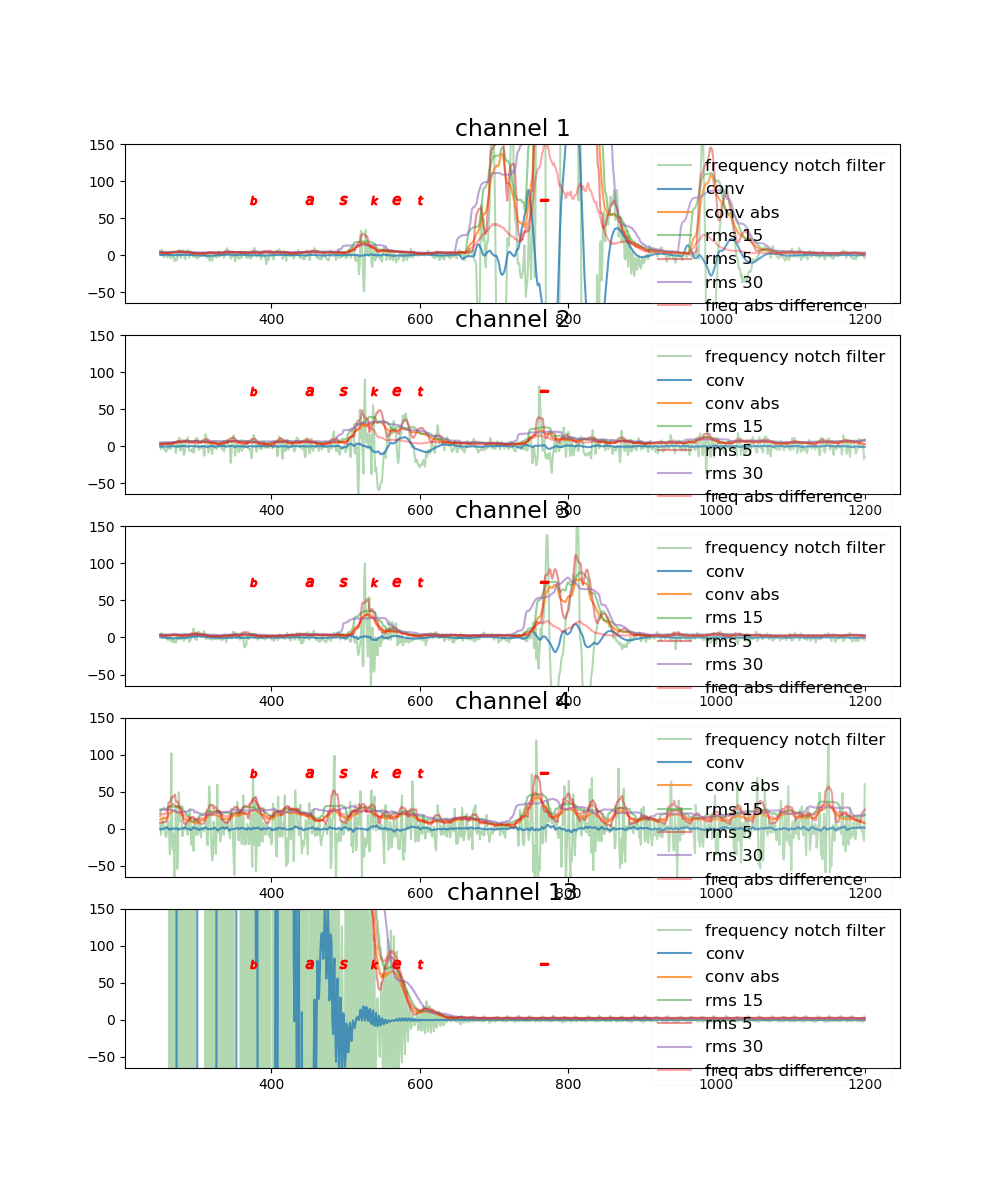 channel 1
150
100
50
0
−50
b a s k e t -
frequency notch filter
conv
conv abs
rms 15
rms 5
rms 30
freq abs difference
400 600 800 1000 1200
channel 2
150
100
50
0
−50
b a s k e t -
frequency notch filter
conv
conv abs
rms 15
rms 5
rms 30
freq abs difference
400 600 800 1000 1200
channel 3
150
100
50
0
−50
b a s k e t -
frequency notch filter
conv
conv abs
rms 15
rms 5
rms 30
freq abs difference
400 600 800 1000 1200
channel 4
150
100
50
0
−50
b a s k e t -
frequency notch filter
conv
conv abs
rms 15
rms 5
rms 30
freq abs difference
400 600 800 1000 1200
channel 13
150
100
50
0
−50
b a s k e t -
frequency notch filter
conv
conv abs
rms 15
rms 5
rms 30
freq abs difference
400 600 800 1000 1200